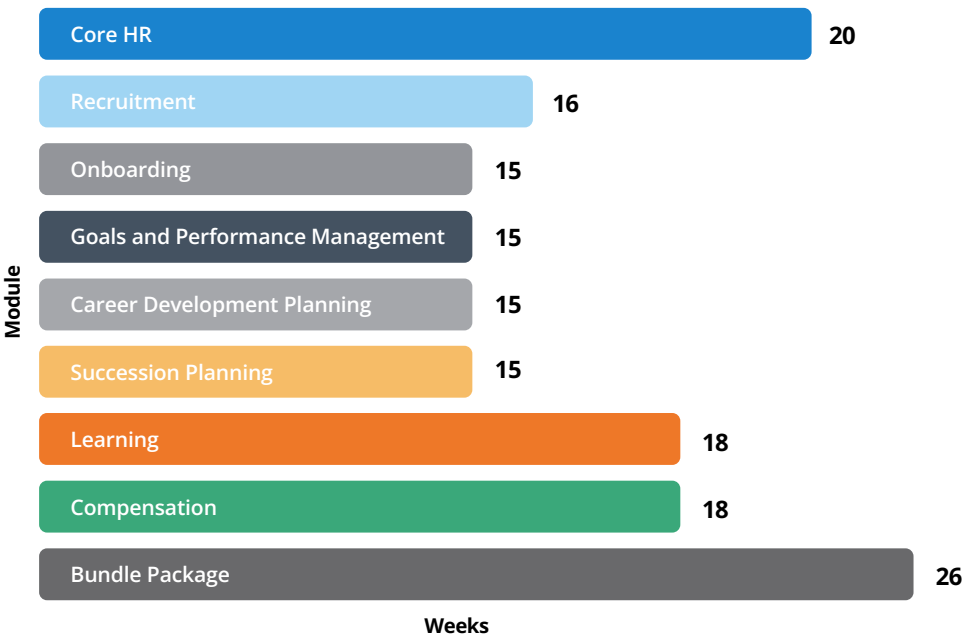 Core HR 20
Recruitment 16
Onboarding 15
Goals and Performance Management 15
Career Development Planning 15
Succession Planning 15
Learning 18
Compensation 18
Bundle Package 26
Module
Weeks